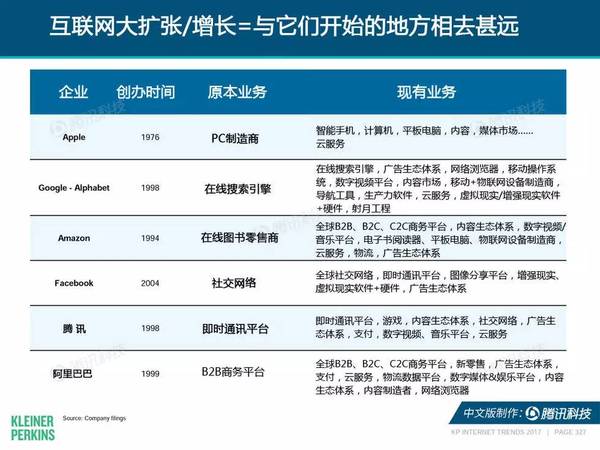 互联网大扩张/增长=与它们开始的地方相去甚远
企业 创办时间 原本业务 现有业务
Apple 1976 PC制造商 智能手机，计算机，平板电脑，内容，媒体市场……
云服务
Google - Alphabet 1998 在线搜索引擎 在线搜索引擎，广告生态体系，网络浏览器，移动操作系
统，数字视频平台，内容市场，移动+物联网设备制造商，
导航工具，生产力软件，云服务，虚拟现实/增强现实软件
+硬件，射月工程
Amazon 1994 在线图书零售商 全球B2B、B2C、C2C商务平台，内容生态体系，数字视频/
音乐平台，电子书阅读器、平板电脑、物联网设备制造商，
云服务，物流，广告生态体系
Facebook 2004 社交网络 全球社交网络，即时通讯平台，图像分享平台，增强现实、
虚拟现实软件+硬件，广告生态体系
腾 讯 1998 即时通讯平台 即时通讯平台，游戏，内容生态体系，社交网络，广告生
态系统，支付，数字视频、音乐平台，云服务
阿里巴巴 1999 B2B商务平台 全球B2B、B2C、C2C商务平台，新零售，广告生态体系，
支付，云服务，物流数据平台，数字媒体&娱乐平台，内容
生态体系，内容制造者，网络浏览器
KLEINER
PERKINS
Source: Company filings
中文版制作：腾讯科技
KP INTERNET TRENDS 2017 | PAGE 327
腾讯科技
腾讯科技
腾讯科技
腾讯科技